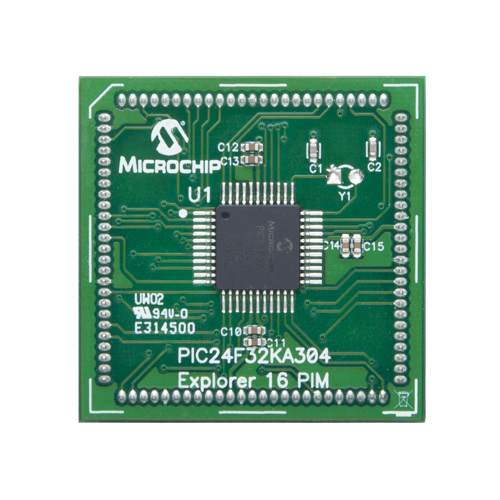 MICROCHIP
C12
C13
C1
C2
Y1
U1
MICROCHIP
C14
C15
UW02
94V-0
E314500
C10
C11
PIC24F32KA304
Explorer 16 PIM